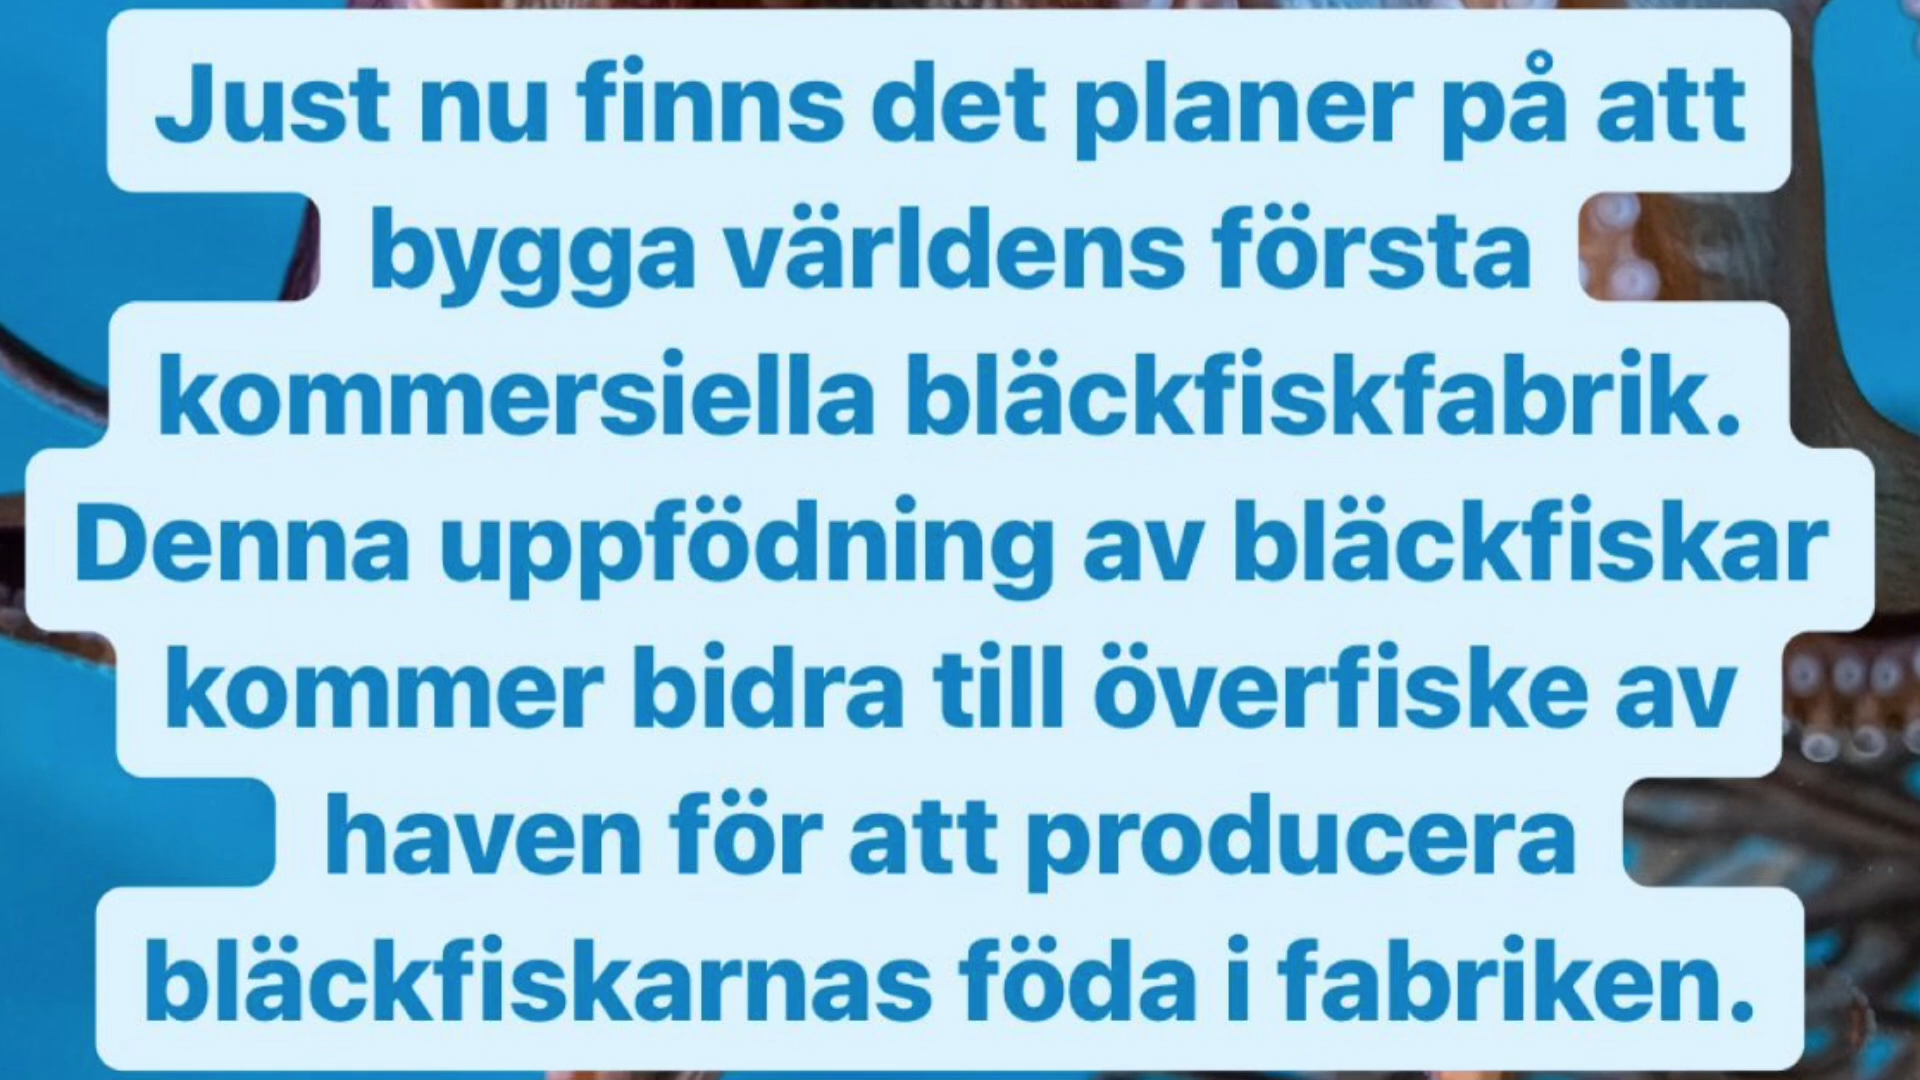 Just nu finns det planer på att
bygga världens första
kommersiella bläckfiskfabrik.
Denna uppfödning av bläckfiskar
kommer bidra till överfiske av
haven för att producera
bläckfiskarnas föda i fabriken.